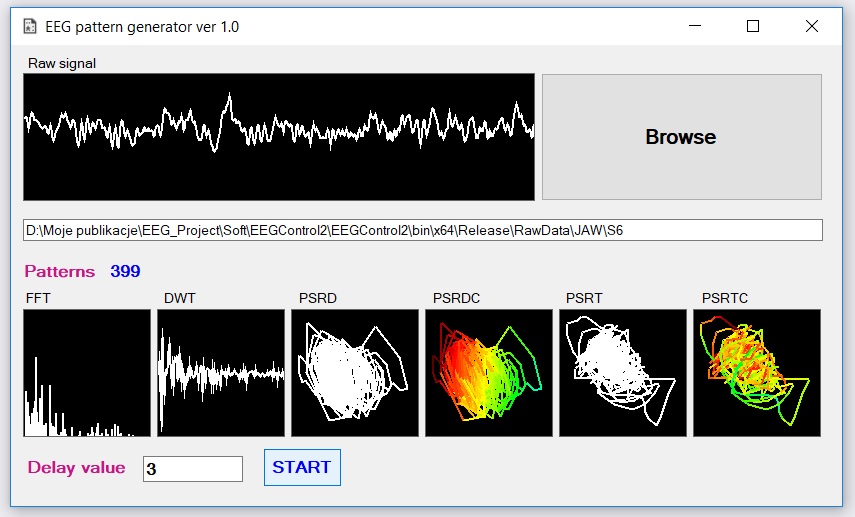 EEG pattern generator ver 1.0
Raw signal
Browse
D:\Moje publikacje\EEG_Project\Soft\EEGControl2\EEGControl2\bin\x64\Release\RawData\JAW\S6
Patterns 399
FFT DWT PSRD PSRDC PSRT PSRTC
Delay value 3 START